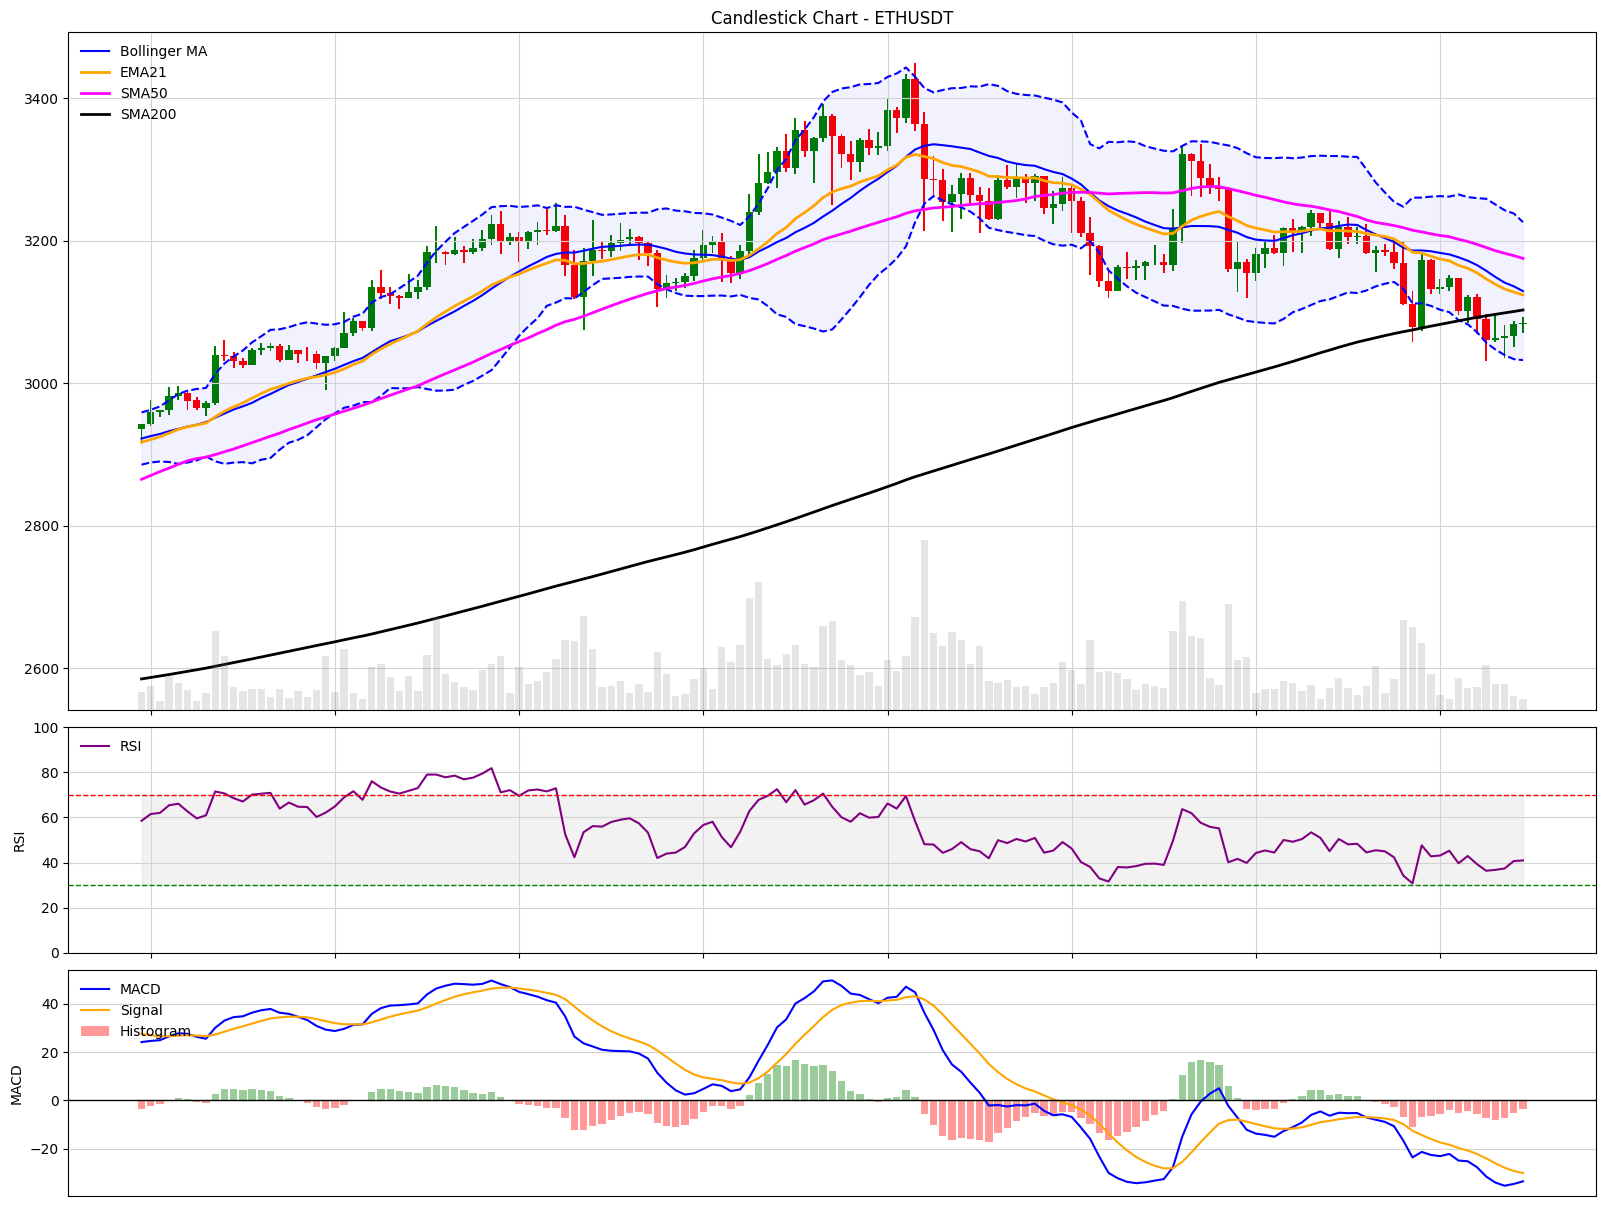 Candlestick Chart - ETHUSDT
Bollinger MA
EMA21
SMA50
SMA200
3400
3200
3000
2800
2600
RSI
100
80
60
40
20
0
RSI
MACD
Signal
Histogram
40
20
0
−20
MACD